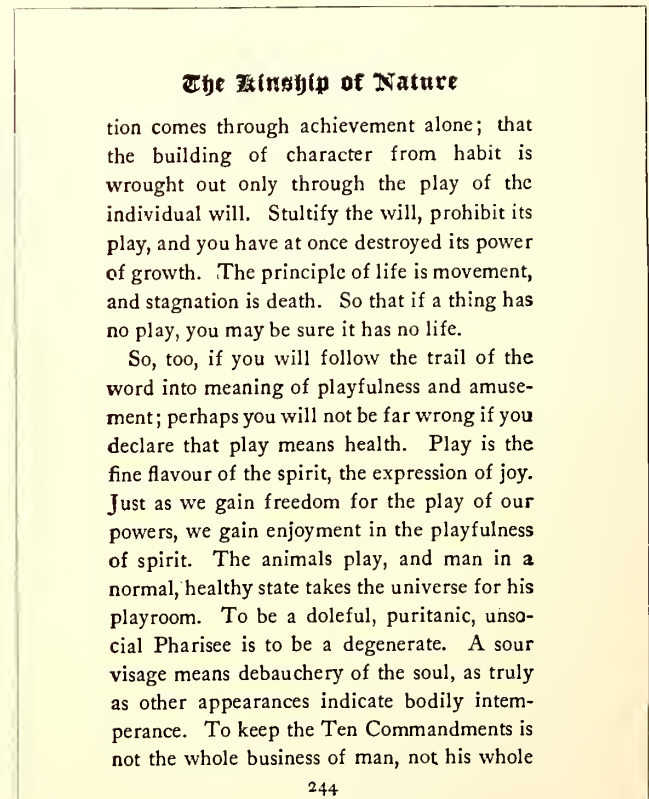 The Kinship of Nature
tion comes through achievement alone; that
the building of character from habit is
wrought out only through the play of the
individual will. Stultify the will, prohibit its
play, and you have at once destroyed its power
of growth. The principle of life is movement,
and stagnation is death. So that if a thing has
no play, you may be sure it has no life.
So, too, if you will follow the trail of the
word into meaning of playfulness and amuse-
ment; perhaps you will not be far wrong if you
declare that play means health. Play is the
fine flavour of the spirit, the expression of joy.
Just as we gain freedom for the play of our
powers, we gain enjoyment in the playfulness
of spirit. The animals play, and man in a
normal, healthy state takes the universe for his
playroom. To be a doleful, puritanic, unso-
cial Pharisee is to be a degenerate. A sour
visage means debauchery of the soul, as truly
as other appearances indicate bodily intem-
perance. To keep the Ten Commandments is
not the whole business of man, not his whole
244